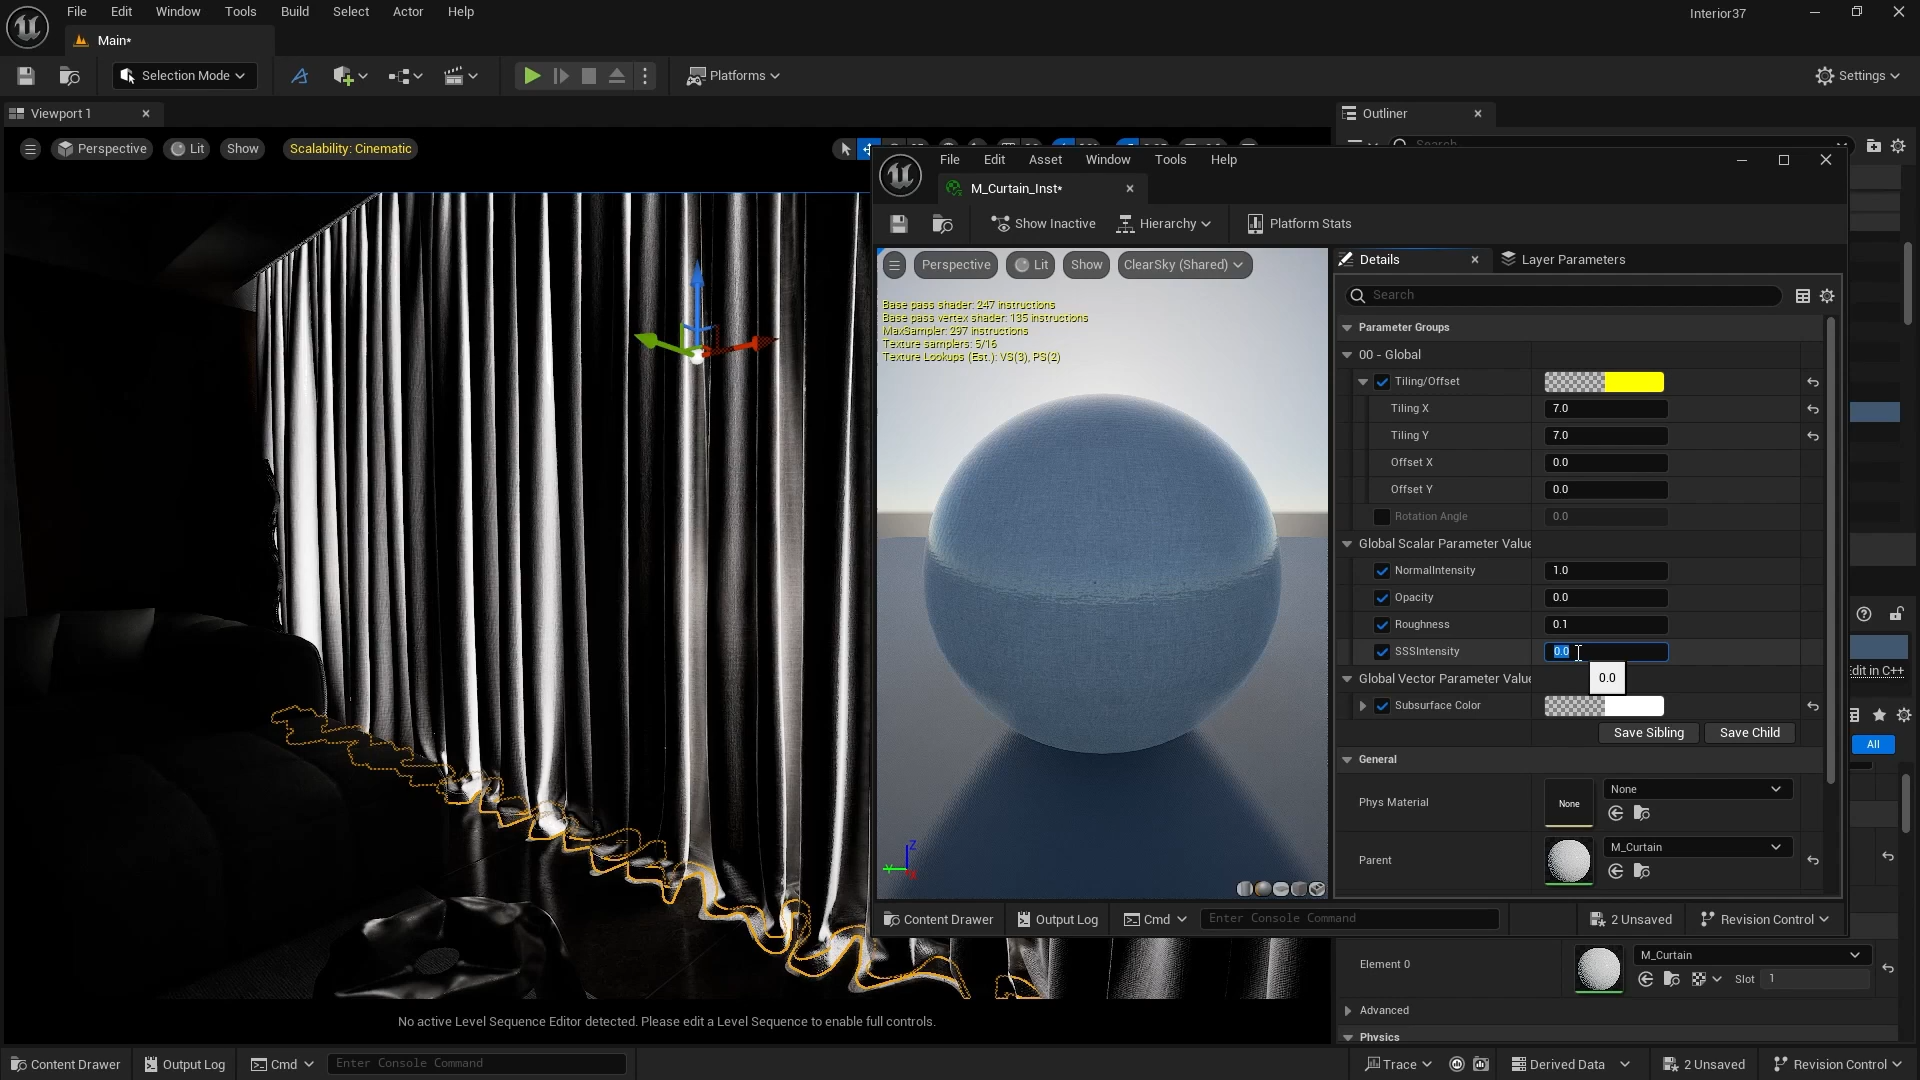 File Edit Window Tools Build Select Actor Help
Interior37
Main*
Selection Mode
Platforms
Settings
Viewport 1
Outliner
Perspective Lit Show Scalability: Cinematic
Search
File Edit Asset Window Tools Help
M_Curtain_Inst*
Show Inactive Hierarchy Platform Stats
Perspective Lit Show ClearSky (Shared)
Base pass shader: 247 instructions
Base pass vertex shader: 135 instructions
MaxSampler: 297 instructions
Texture samplers: 5/16
Texture Lookups (Est.): VS(3), PS(2)
Details Layer Parameters
Search
Parameter Groups
00 - Global
Tiling/Offset
Tiling X 7.0
Tiling Y 7.0
Offset X 0.0
Offset Y 0.0
Rotation Angle 0.0
Global Scalar Parameter Value
NormalIntensity 1.0
Opacity 0.0
Roughness 0.1
SSSIntensity 0.0
0.0
Global Vector Parameter Value
Subsurface Color
Save Sibling Save Child
General
Phys Material None None
Parent M_Curtain
Z
Content Drawer Output Log Cmd Enter Console Command 2 Unsaved Revision Control
Edit in C++
All
Element 0 M_Curtain
Slot 1
Advanced
Physics
No active Level Sequence Editor detected. Please edit a Level Sequence to enable full controls.
Content Drawer Output Log Cmd Enter Console Command Trace Derived Data 2 Unsaved Revision Control